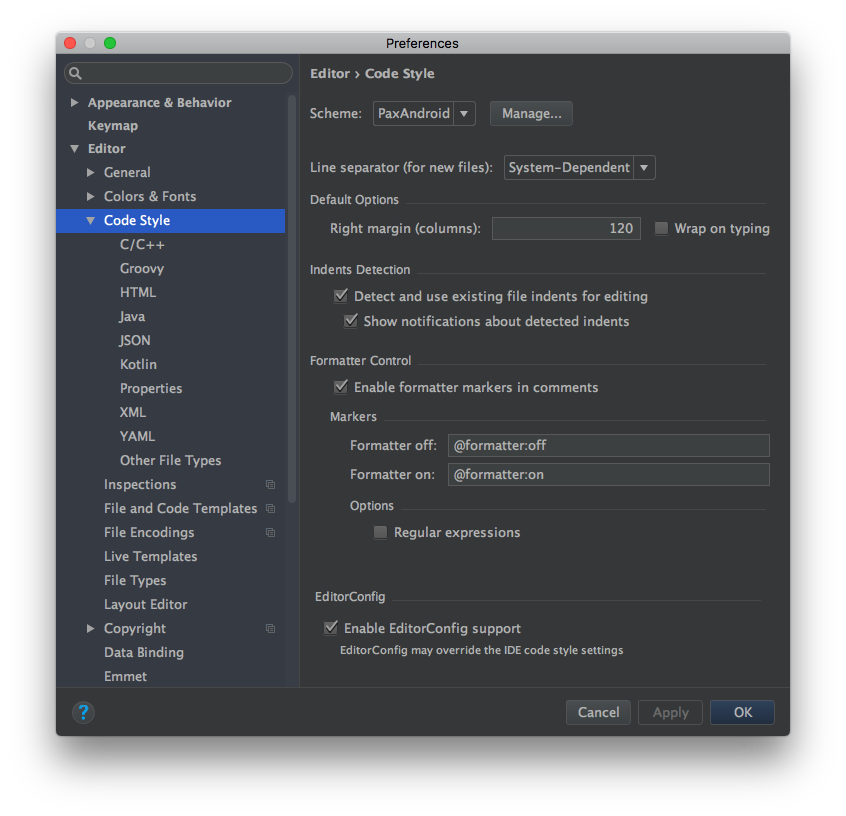 Preferences
Appearance & Behavior
Keymap
Editor
General
Colors & Fonts
Code Style
C/C++
Groovy
HTML
Java
JSON
Kotlin
Properties
XML
YAML
Other File Types
Inspections
File and Code Templates
File Encodings
Live Templates
File Types
Layout Editor
Copyright
Data Binding
Emmet
Editor › Code Style
Scheme: PaxAndroid Manage...
Line separator (for new files): System-Dependent
Default Options
Right margin (columns): 120 Wrap on typing
Indents Detection
Detect and use existing file indents for editing
Show notifications about detected indents
Formatter Control
Enable formatter markers in comments
Markers
Formatter off: @formatter:off
Formatter on: @formatter:on
Options
Regular expressions
EditorConfig
Enable EditorConfig support
EditorConfig may override the IDE code style settings
? Cancel Apply OK